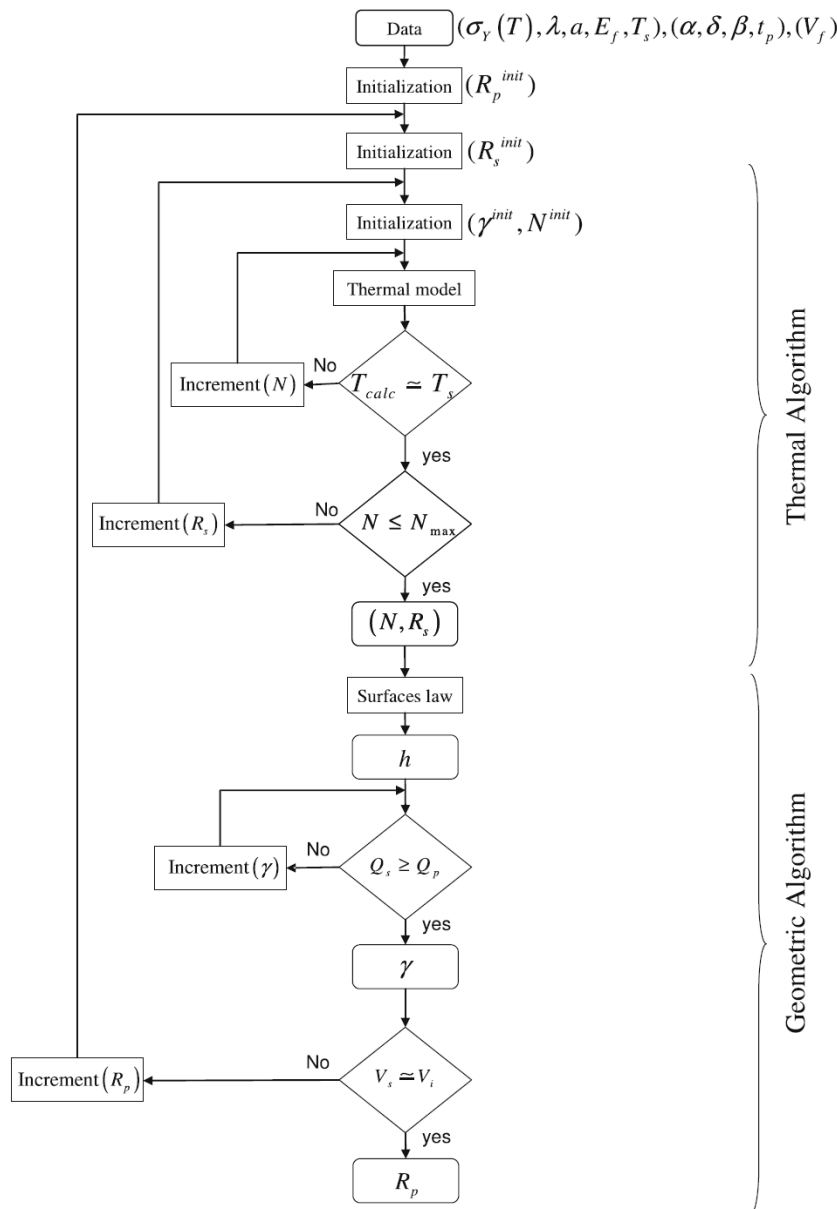 Data (σ_Y(T), λ, a, E_f, T_s), (α, δ, β, t_p), (V_f)
Initialization (R_p^init)
Initialization (R_s^init)
Initialization (γ^init, N^init)
Thermal model
No
Increment(N)
T_calc ≃ T_s
yes
No
Increment(R_s)
N ≤ N_max
yes
(N, R_s)
Thermal Algorithm
Surfaces law
h
No
Increment(γ)
Q_s ≥ Q_p
yes
γ
No
Increment(R_p)
V_s ≃ V_i
yes
R_p
Geometric Algorithm